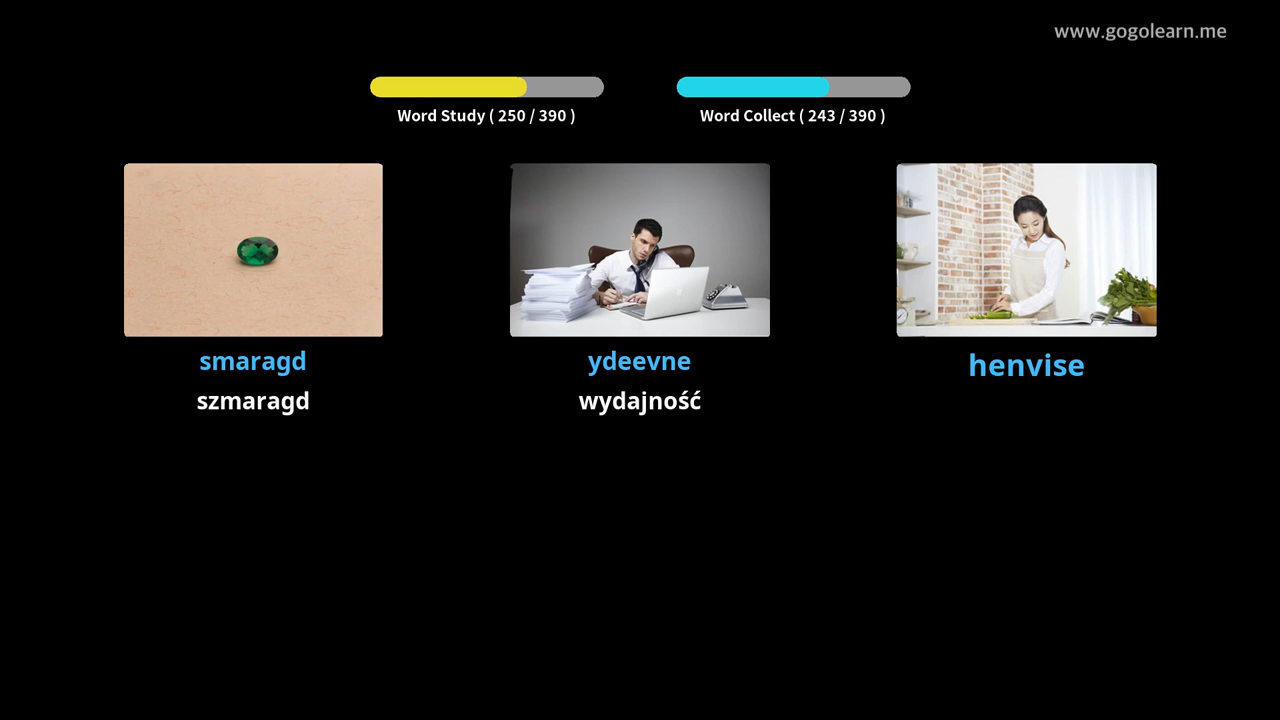 www.gogolearn.me
Word Study ( 250 / 390 )
Word Collect ( 243 / 390 )
smaragd
szmaragd
ydeevne
wydajność
henvise